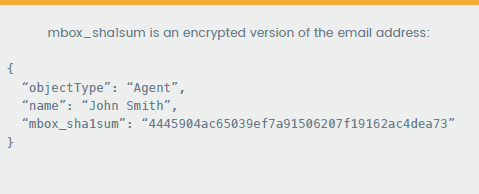 mbox_sha1sum is an encrypted version of the email address:
{
“objectType”: “Agent”,
“name”: “John Smith”,
“mbox_sha1sum”: “4445904ac65039ef7a91506207f19162ac4dea73”
}